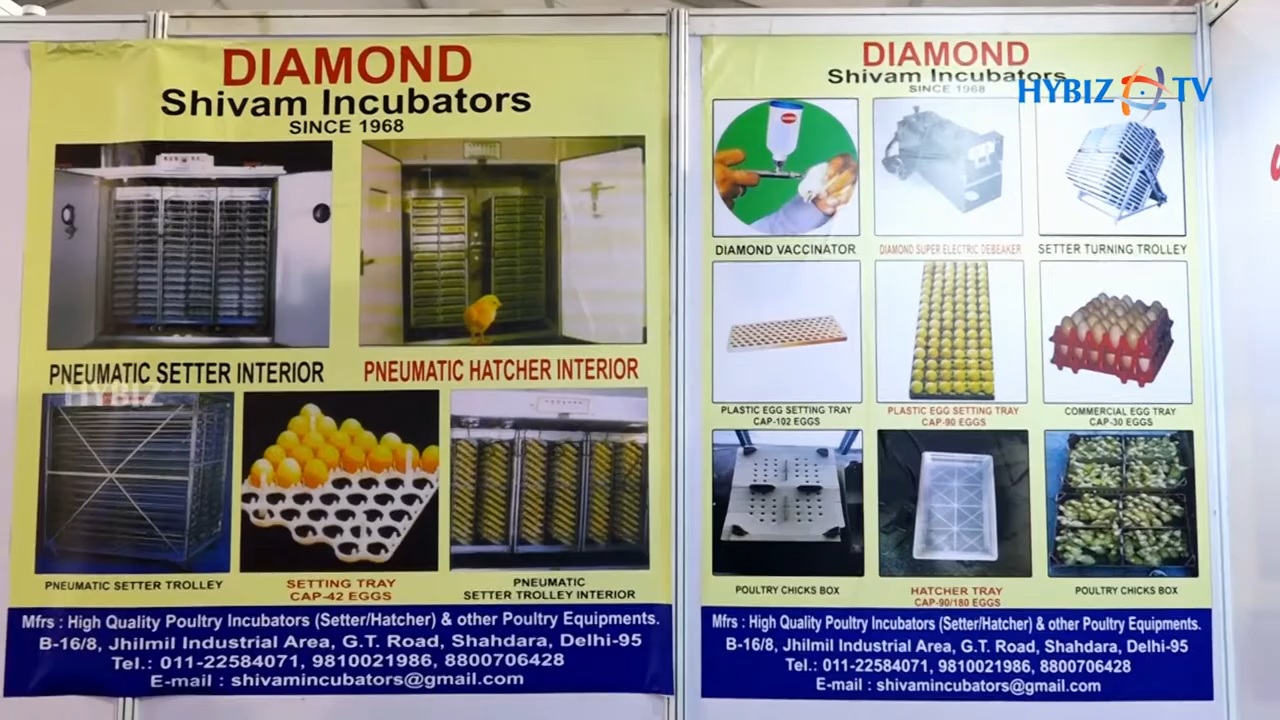 DIAMOND
Shivam Incubators
SINCE 1968
PNEUMATIC SETTER INTERIOR
PNEUMATIC HATCHER INTERIOR
HYBIZ
PNEUMATIC SETTER TROLLEY
SETTING TRAY
CAP-42 EGGS
PNEUMATIC
SETTER TROLLEY INTERIOR
Mfrs : High Quality Poultry Incubators (Setter/Hatcher) & other Poultry Equipments.
B-16/8, Jhilmil Industrial Area, G.T. Road, Shahdara, Delhi-95
Tel.: 011-22584071, 9810021986, 8800706428
E-mail : shivamincubators@gmail.com
DIAMOND
Shivam Incubators
SINCE 1968
HYBIZ TV
DIAMOND VACCINATOR
DIAMOND SUPER ELECTRIC DEBEAKER
SETTER TURNING TROLLEY
PLASTIC EGG SETTING TRAY
CAP-102 EGGS
PLASTIC EGG SETTING TRAY
CAP-90 EGGS
COMMERCIAL EGG TRAY
CAP-30 EGGS
POULTRY CHICKS BOX
HATCHER TRAY
CAP-90/180 EGGS
POULTRY CHICKS BOX
Mfrs : High Quality Poultry Incubators (Setter/Hatcher) & other Poultry Equipments.
B-16/8, Jhilmil Industrial Area, G.T. Road, Shahdara, Delhi-95
Tel.: 011-22584071, 9810021986, 8800706428
E-mail : shivamincubators@gmail.com